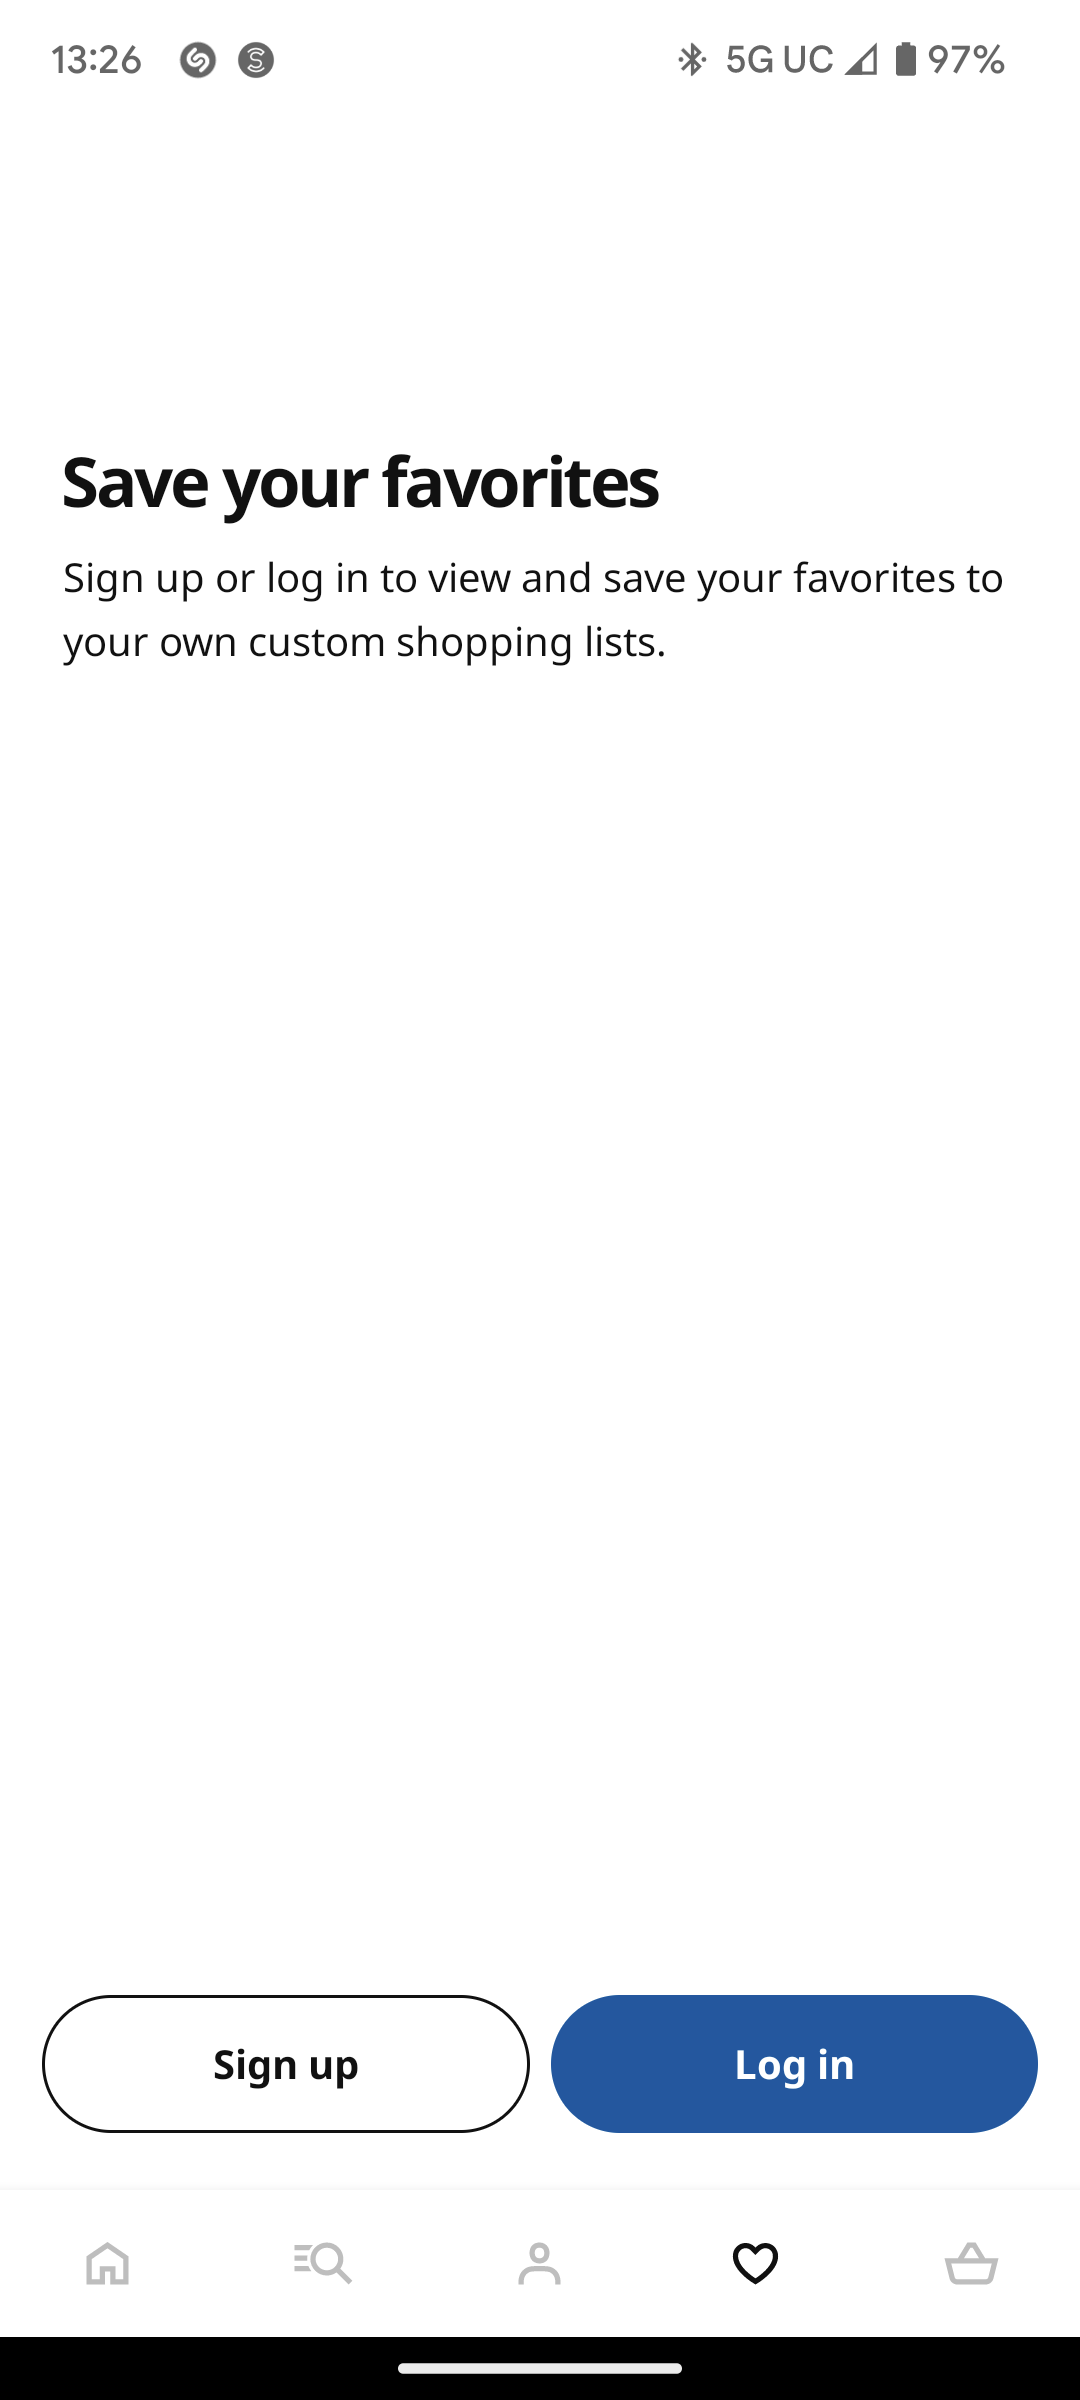 13:26 5G UC 97%
Save your favorites
Sign up or log in to view and save your favorites to
your own custom shopping lists.
Sign up
Log in